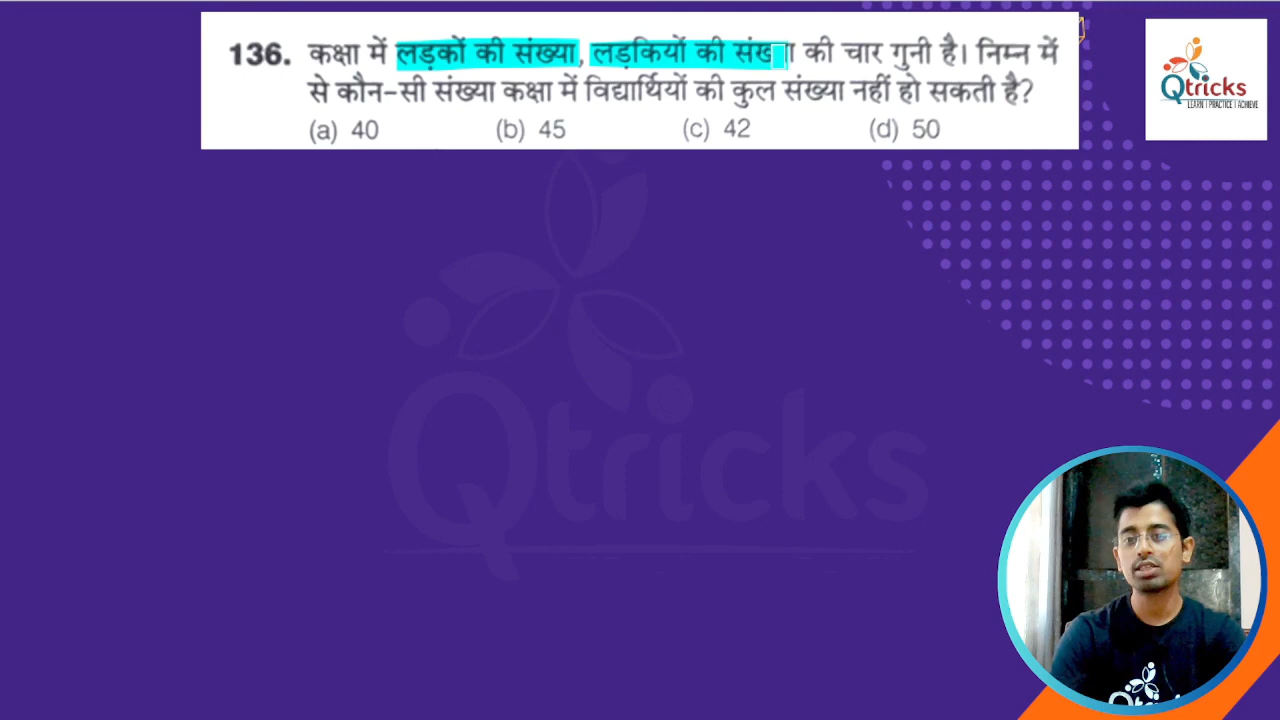 136. कक्षा में लड़कों की संख्या, लड़कियों की संख्या की चार गुनी है। निम्न में
से कौन-सी संख्या कक्षा में विद्यार्थियों की कुल संख्या नहीं हो सकती है?
(a) 40 (b) 45 (c) 42 (d) 50
Qtricks
LEARN | PRACTICE | ACHIEVE
Qtricks